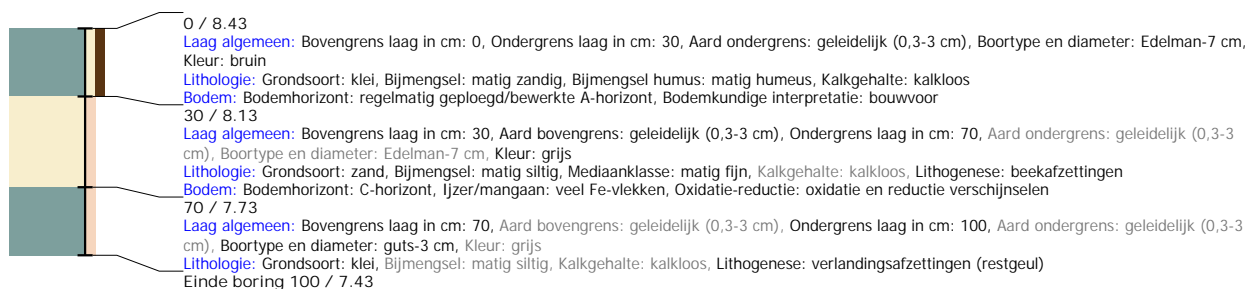 0 / 8.43
Laag algemeen: Bovengrens laag in cm: 0, Ondergrens laag in cm: 30, Aard ondergrens: geleidelijk (0,3-3 cm), Boortype en diameter: Edelman-7 cm,
Kleur: bruin
Lithologie: Grondsoort: klei, Bijmengsel: matig zandig, Bijmengsel humus: matig humeus, Kalkgehalte: kalkloos
Bodem: Bodemhorizont: regelmatig geploegd/bewerkte A-horizont, Bodemkundige interpretatie: bouwvoor
30 / 8.13
Laag algemeen: Bovengrens laag in cm: 30, Aard bovengrens: geleidelijk (0,3-3 cm), Ondergrens laag in cm: 70, Aard ondergrens: geleidelijk (0,3-3
cm), Boortype en diameter: Edelman-7 cm, Kleur: grijs
Lithologie: Grondsoort: zand, Bijmengsel: matig siltig, Mediaanklasse: matig fijn, Kalkgehalte: kalkloos, Lithogenese: beekafzettingen
Bodem: Bodemhorizont: C-horizont, Ijzer/mangaan: veel Fe-vlekken, Oxidatie-reductie: oxidatie en reductie verschijnselen
70 / 7.73
Laag algemeen: Bovengrens laag in cm: 70, Aard bovengrens: geleidelijk (0,3-3 cm), Ondergrens laag in cm: 100, Aard ondergrens: geleidelijk (0,3-3
cm), Boortype en diameter: guts-3 cm, Kleur: grijs
Lithologie: Grondsoort: klei, Bijmengsel: matig siltig, Kalkgehalte: kalkloos, Lithogenese: verlandingsafzettingen (restgeul)
Einde boring 100 / 7.43